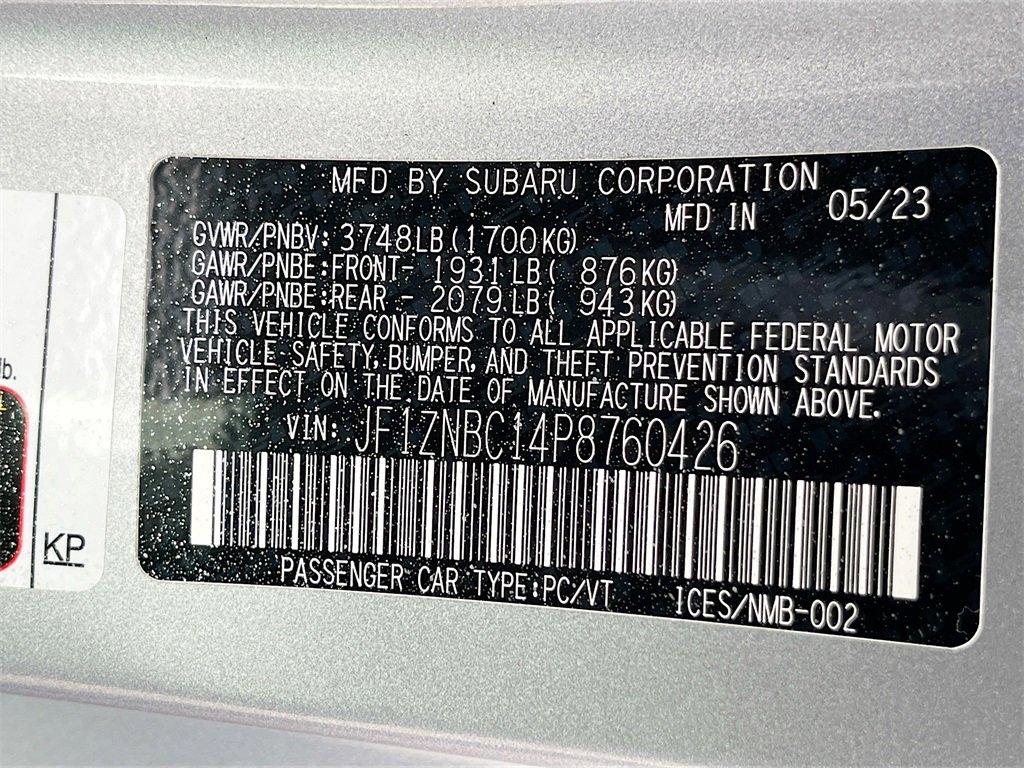 MFD BY SUBARU CORPORATION
MFD IN 05/23
GVWR/PNBV: 3748LB(1700KG)
GAWR/PNBE:FRONT- 1931LB( 876KG)
GAWR/PNBE:REAR - 2079LB( 943KG)
THIS VEHICLE CONFORMS TO ALL APPLICABLE FEDERAL MOTOR
VEHICLE SAFETY, BUMPER, AND THEFT PREVENTION STANDARDS
IN EFFECT ON THE DATE OF MANUFACTURE SHOWN ABOVE.
VIN: JF1ZNBC14P8760426
PASSENGER CAR TYPE:PC/VT ICES/NMB-002
lb.
KP